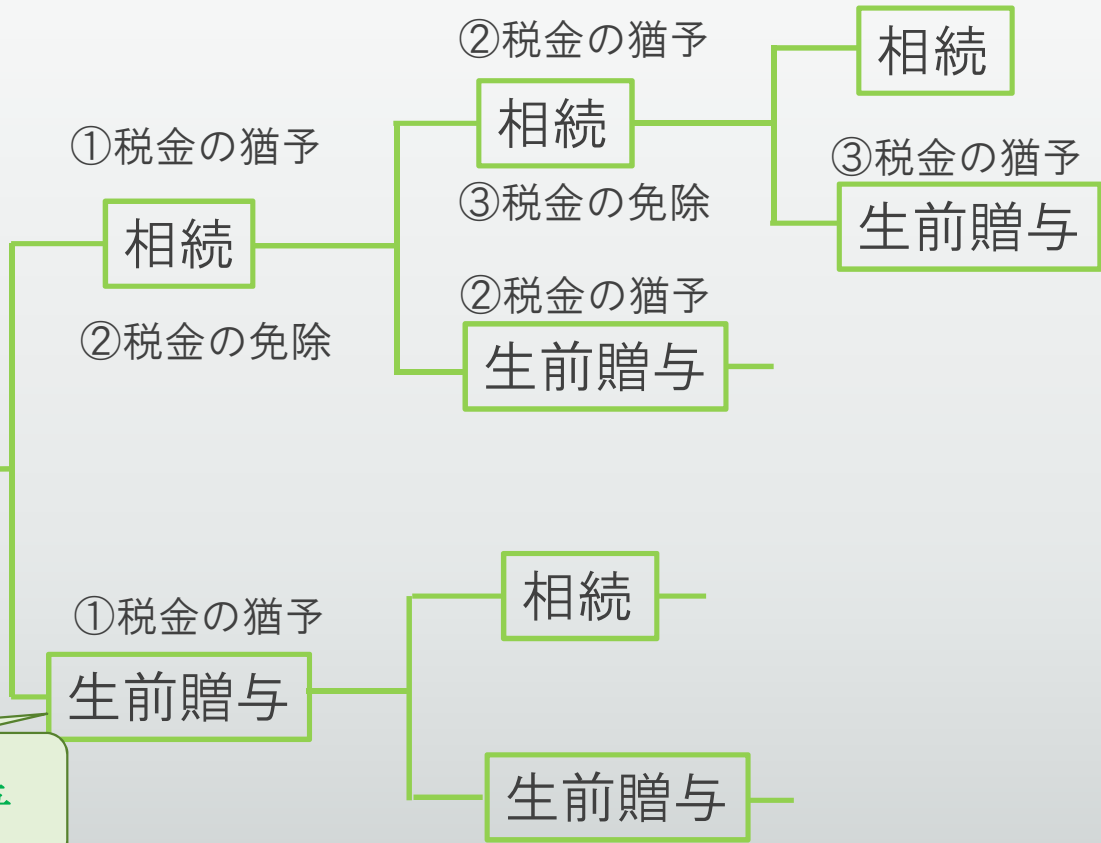 ②税金の猶予
相続
相続
①税金の猶予
③税金の猶予
③税金の免除
生前贈与
相続
②税金の猶予
②税金の免除
生前贈与
相続
①税金の猶予
生前贈与
生前贈与